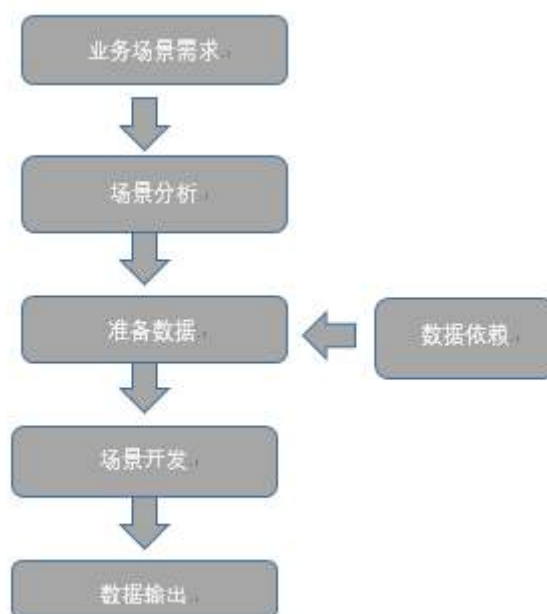 业务场景需求
场景分析
准备数据
数据依赖
场景开发
数据输出